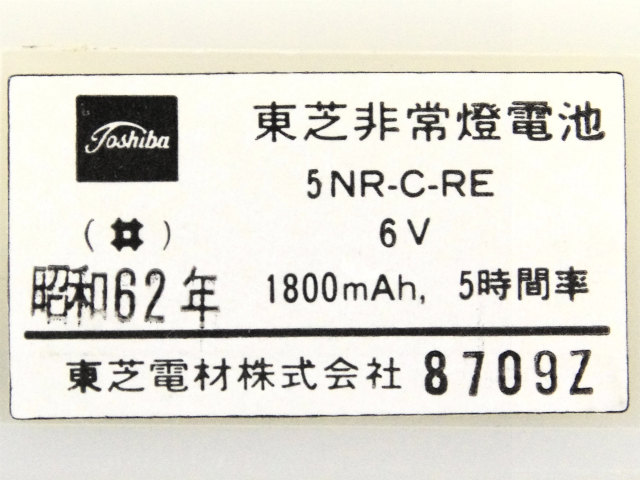 Toshiba
東芝非常燈電池
5NR-C-RE
(⌗)
6V
昭和62年
1800mAh, 5時間率
東芝電材株式会社 8709Z